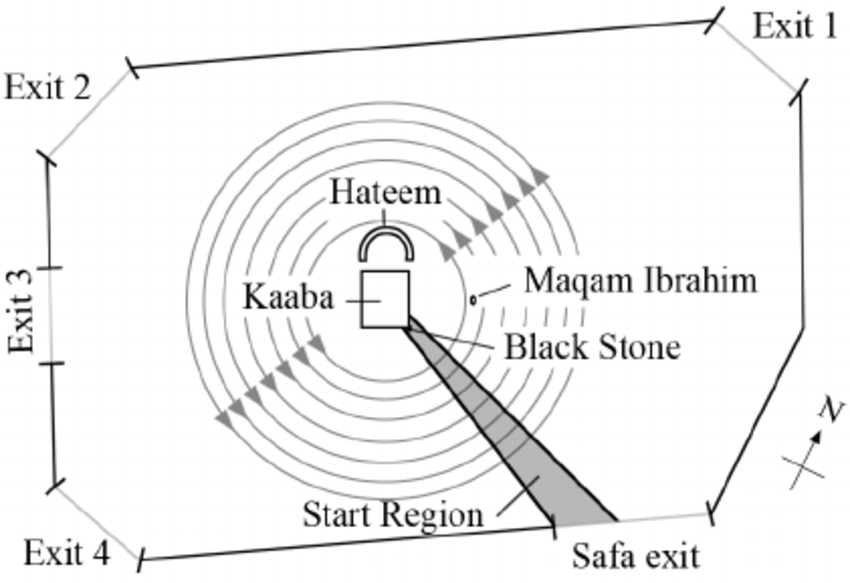 Exit 1
Exit 2
Hateem
Maqam Ibrahim
Kaaba
Exit 3
Black Stone
N
Start Region
Exit 4
Safa exit